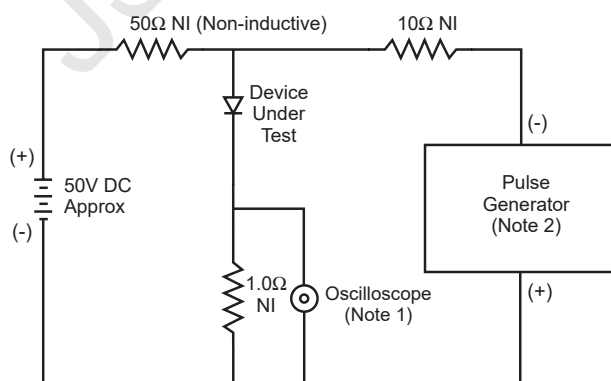 50Ω NI (Non-inductive)
10Ω NI
Device
Under
Test
(+)
50V DC
Approx
(-)
(-)
Pulse
Generator
(Note 2)
(+)
1.0Ω
NI
Oscilloscope
(Note 1)